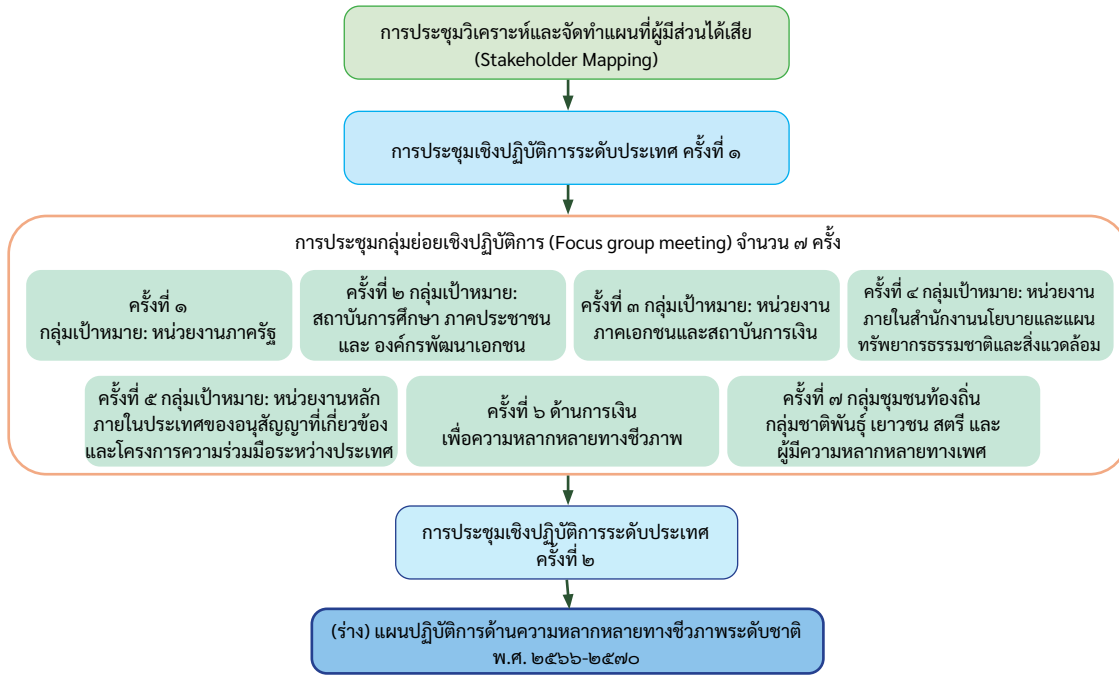 การประชุมวิเคราะห์และจัดทำแผนที่ผู้มีส่วนได้เสีย
(Stakeholder Mapping)
การประชุมเชิงปฏิบัติการระดับประเทศ ครั้งที่ ๑
การประชุมกลุ่มย่อยเชิงปฏิบัติการ (Focus group meeting) จำนวน ๗ ครั้ง
ครั้งที่ ๑
กลุ่มเป้าหมาย: หน่วยงานภาครัฐ
ครั้งที่ ๒ กลุ่มเป้าหมาย:
สถาบันการศึกษา ภาคประชาชน
และ องค์กรพัฒนาเอกชน
ครั้งที่ ๓ กลุ่มเป้าหมาย: หน่วยงาน
ภาคเอกชนและสถาบันการเงิน
ครั้งที่ ๔ กลุ่มเป้าหมาย: หน่วยงาน
ภายในสำนักงานนโยบายและแผน
ทรัพยากรธรรมชาติและสิ่งแวดล้อม
ครั้งที่ ๕ กลุ่มเป้าหมาย: หน่วยงานหลัก
ภายในประเทศของอนุสัญญาที่เกี่ยวข้อง
และโครงการความร่วมมือระหว่างประเทศ
ครั้งที่ ๖ ด้านการเงิน
เพื่อความหลากหลายทางชีวภาพ
ครั้งที่ ๗ กลุ่มชุมชนท้องถิ่น
กลุ่มชาติพันธุ์ เยาวชน สตรี และ
ผู้มีความหลากหลายทางเพศ
การประชุมเชิงปฏิบัติการระดับประเทศ
ครั้งที่ ๒
(ร่าง) แผนปฏิบัติการด้านความหลากหลายทางชีวภาพระดับชาติ
พ.ศ. ๒๕๖๖-๒๕๗๐